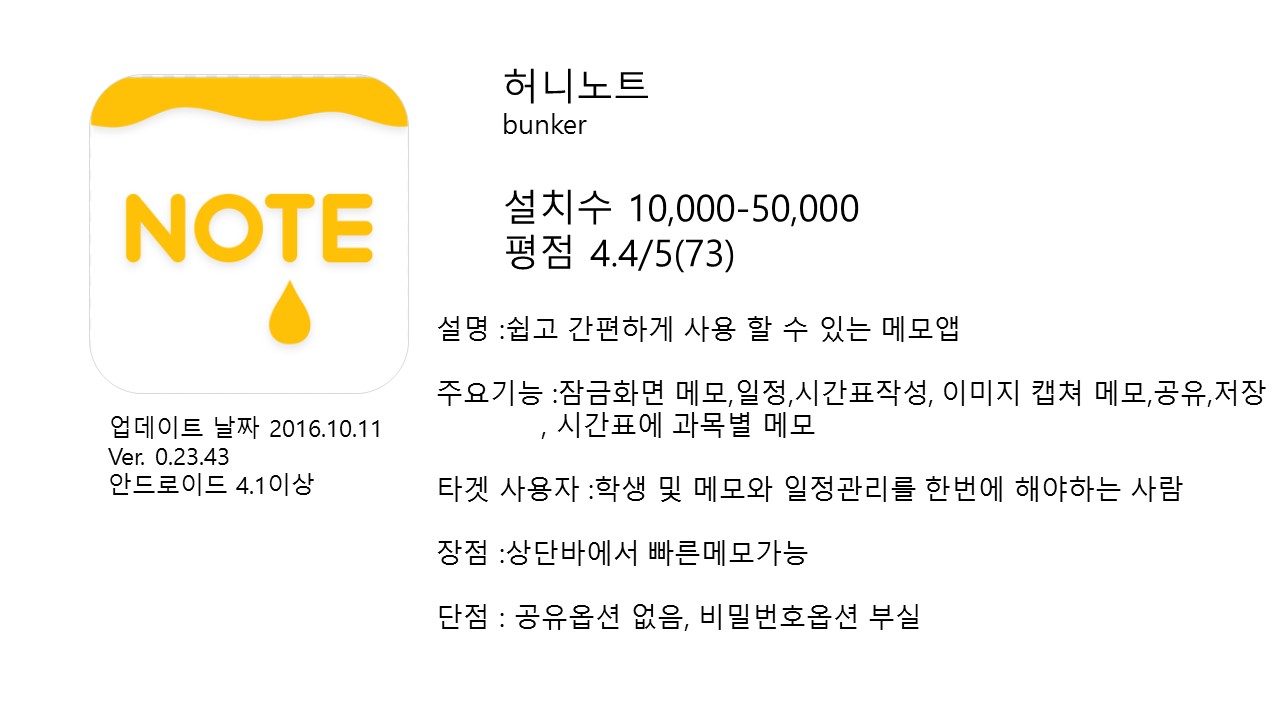 NOTE
업데이트 날짜 2016.10.11
Ver. 0.23.43
안드로이드 4.1이상
허니노트
bunker
설치수 10,000-50,000
평점 4.4/5(73)
설명 :쉽고 간편하게 사용 할 수 있는 메모앱
주요기능 :잠금화면 메모,일정,시간표작성, 이미지 캡쳐 메모,공유,저장
, 시간표에 과목별 메모
타겟 사용자 :학생 및 메모와 일정관리를 한번에 해야하는 사람
장점 :상단바에서 빠른메모가능
단점 : 공유옵션 없음, 비밀번호옵션 부실